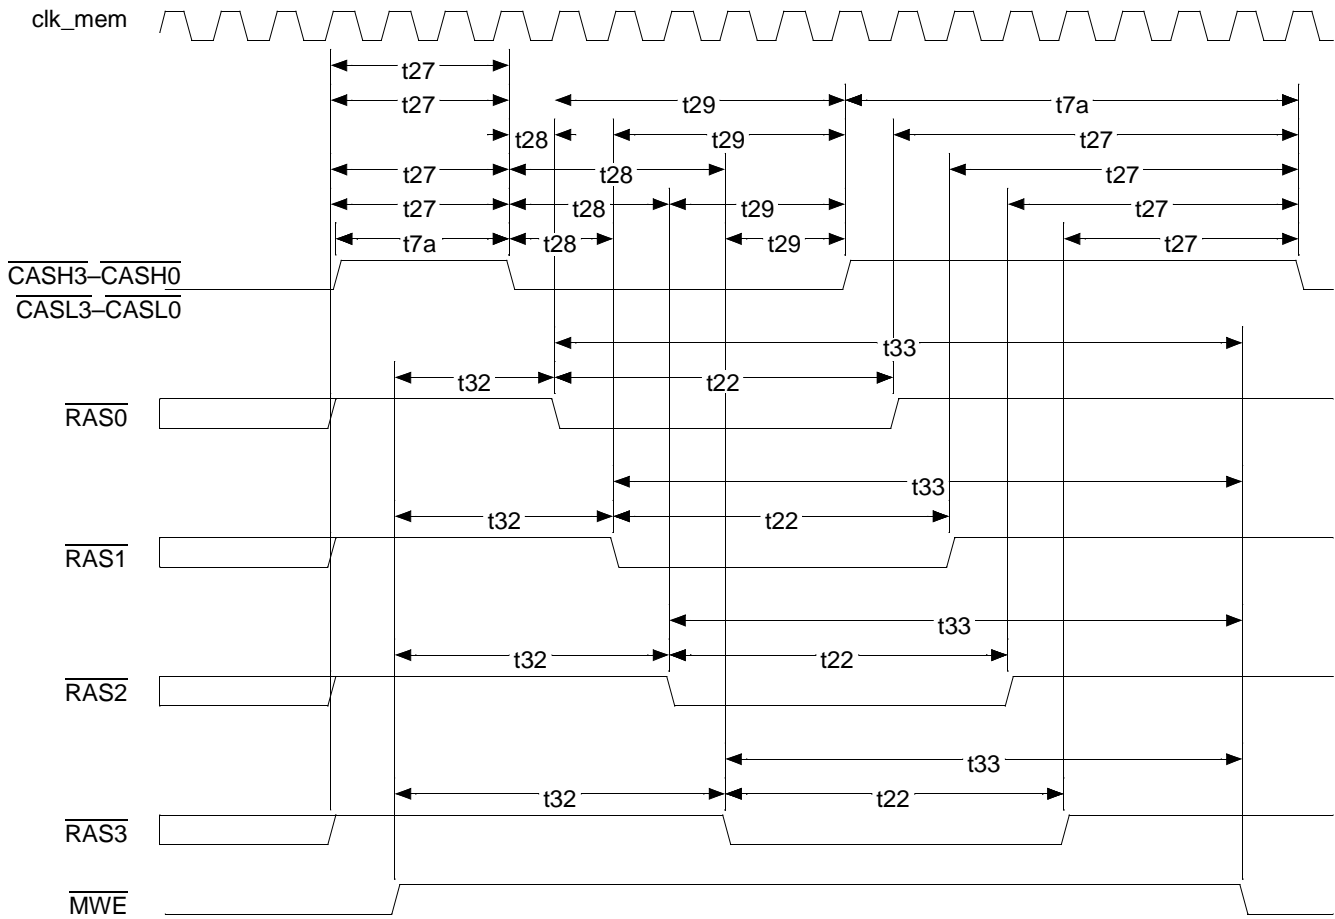 clk_mem
t27
t27 t29 t7a
t28 t29 t27
t27 t28 t27
t27 t28 t29 t27
t7a t28 t29 t27
CASH3–CASH0
CASL3–CASL0
t33
t32 t22
RAS0
t33
t32 t22
RAS1
t33
t32 t22
RAS2
t33
t32 t22
RAS3
MWE